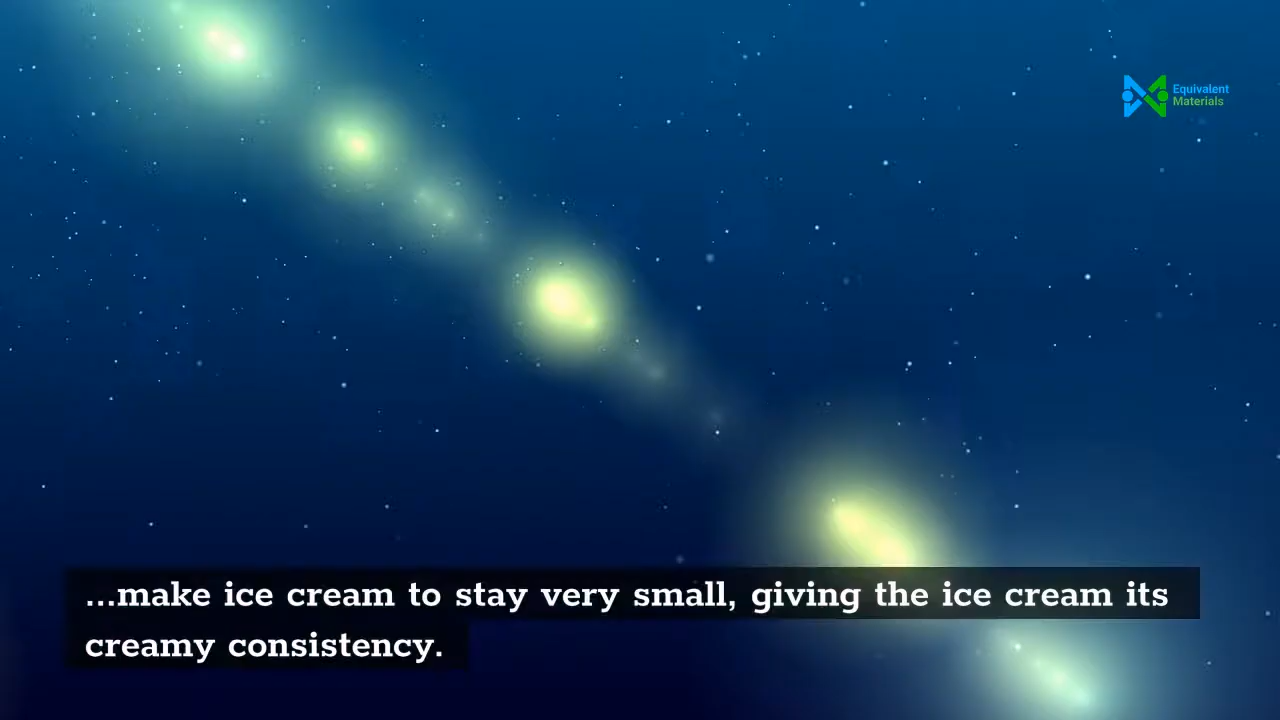 Equivalent
Materials
...make ice cream to stay very small, giving the ice cream its
creamy consistency.